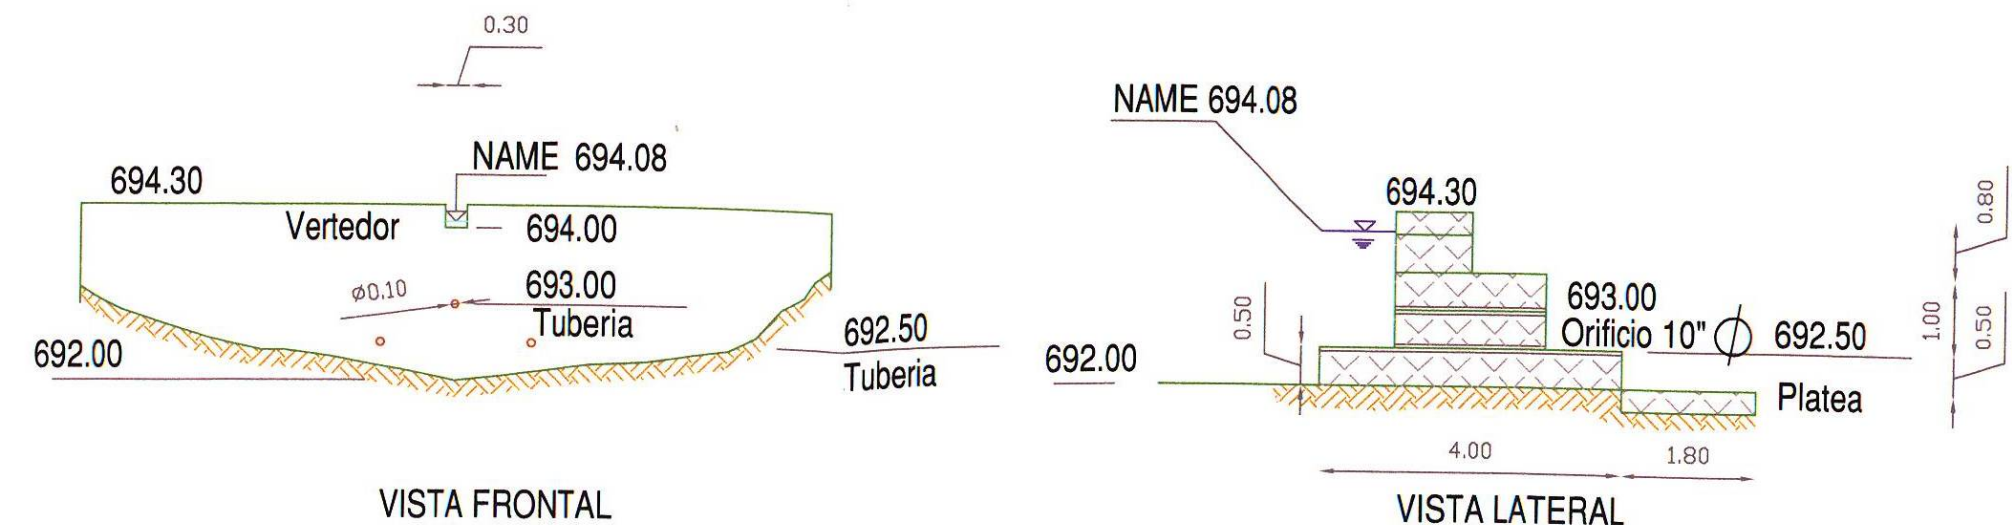 0.30
NAME 694.08
694.30
Vertedor
694.00
ø0.10
693.00
Tuberia
692.00
692.50
Tuberia
VISTA FRONTAL
NAME 694.08
694.30
0.80
0.50
693.00
Orificio 10" Ø 692.50
1.00
0.50
692.00
Platea
4.00
1.80
VISTA LATERAL